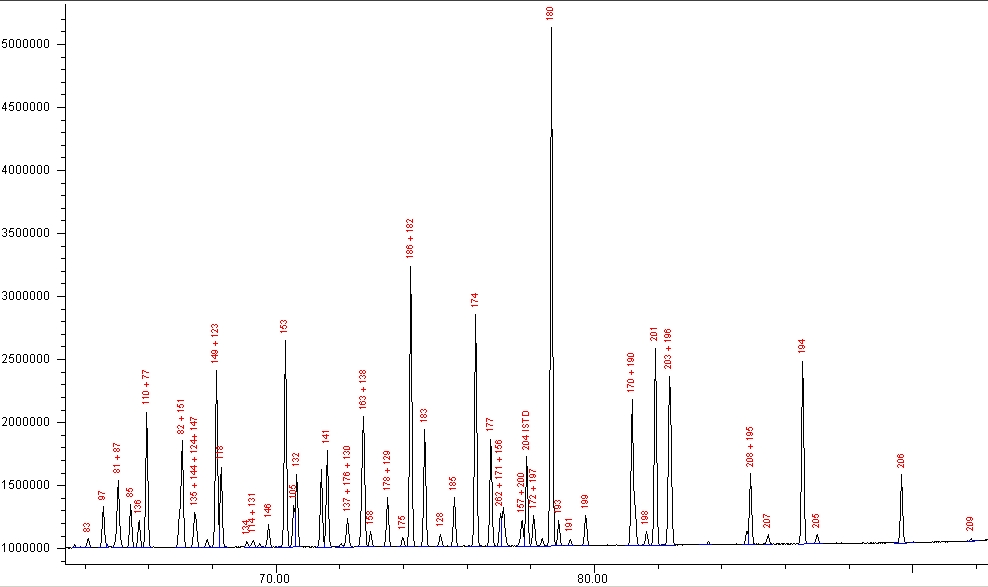 5000000
4500000
4000000
3500000
3000000
2500000
2000000
1500000
1000000
83
97
81 + 87
85
136
110 + 77
82 + 151
135 + 144 + 124+ 147
149 + 123
118
134
114 + 131
146
153
105
132
141
137 + 176 + 130
163 + 138
158
178 + 129
175
186 + 182
183
128
185
174
177
262 + 171 + 156
157 + 200
204 ISTD
172 + 197
180
193
191
199
170 + 190
198
201
203 + 196
208 + 195
207
194
205
206
209
70.00
80.00